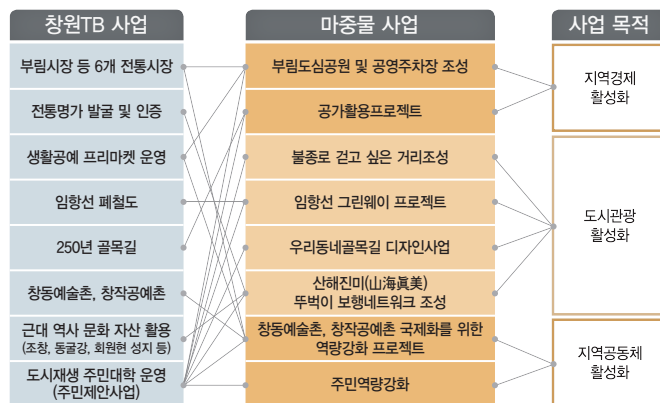 창원TB 사업
부림시장 등 6개 전통시장
전통명가 발굴 및 인증
생활공예 프리마켓 운영
임항선 폐철도
250년 골목길
창동예술촌, 창작공예촌
근대 역사 문화 자산 활용
(조창, 동굴강, 회원현 성지 등)
도시재생 주민대학 운영
(주민제안사업)
마중물 사업
부림도심공원 및 공영주차장 조성
공가활용프로젝트
불종로 걷고 싶은 거리조성
임항선 그린웨이 프로젝트
우리동네골목길 디자인사업
산해진미(山海眞美)
뚜벅이 보행네트워크 조성
창동예술촌, 창작공예촌 국제화를 위한
역량강화 프로젝트
주민역량강화
사업 목적
지역경제
활성화
도시관광
활성화
지역공동체
활성화